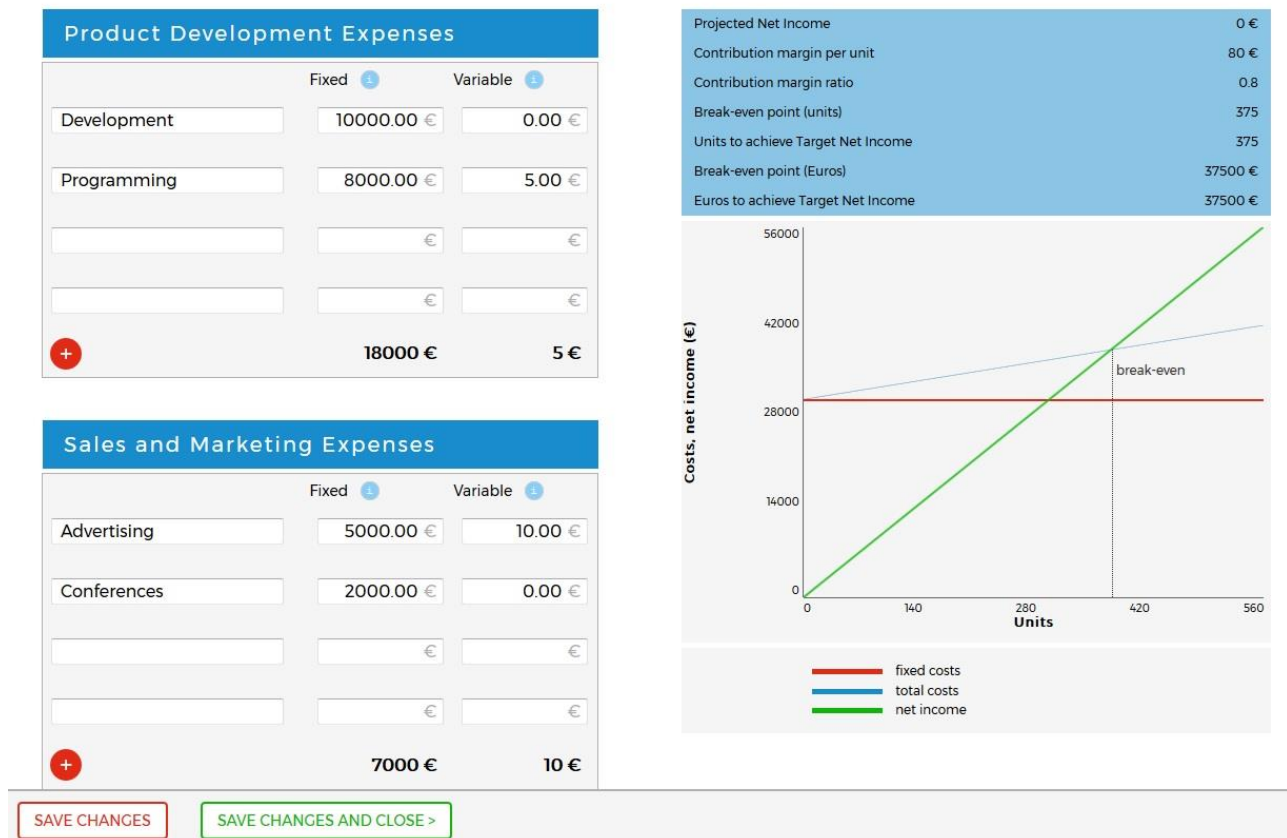 Product Development Expenses
Fixed i Variable i
Development 10000.00 € 0.00 €
Programming 8000.00 € 5.00 €
€ €
€ €
+ 18000 € 5 €
Sales and Marketing Expenses
Fixed i Variable i
Advertising 5000.00 € 10.00 €
Conferences 2000.00 € 0.00 €
€ €
€ €
+ 7000 € 10 €
Projected Net Income 0 €
Contribution margin per unit 80 €
Contribution margin ratio 0.8
Break-even point (units) 375
Units to achieve Target Net Income 375
Break-even point (Euros) 37500 €
Euros to achieve Target Net Income 37500 €
Costs, net income (€)
56000
42000
28000
14000
0
break-even
0 140 280 420 560
Units
fixed costs
total costs
net income
SAVE CHANGES
SAVE CHANGES AND CLOSE >